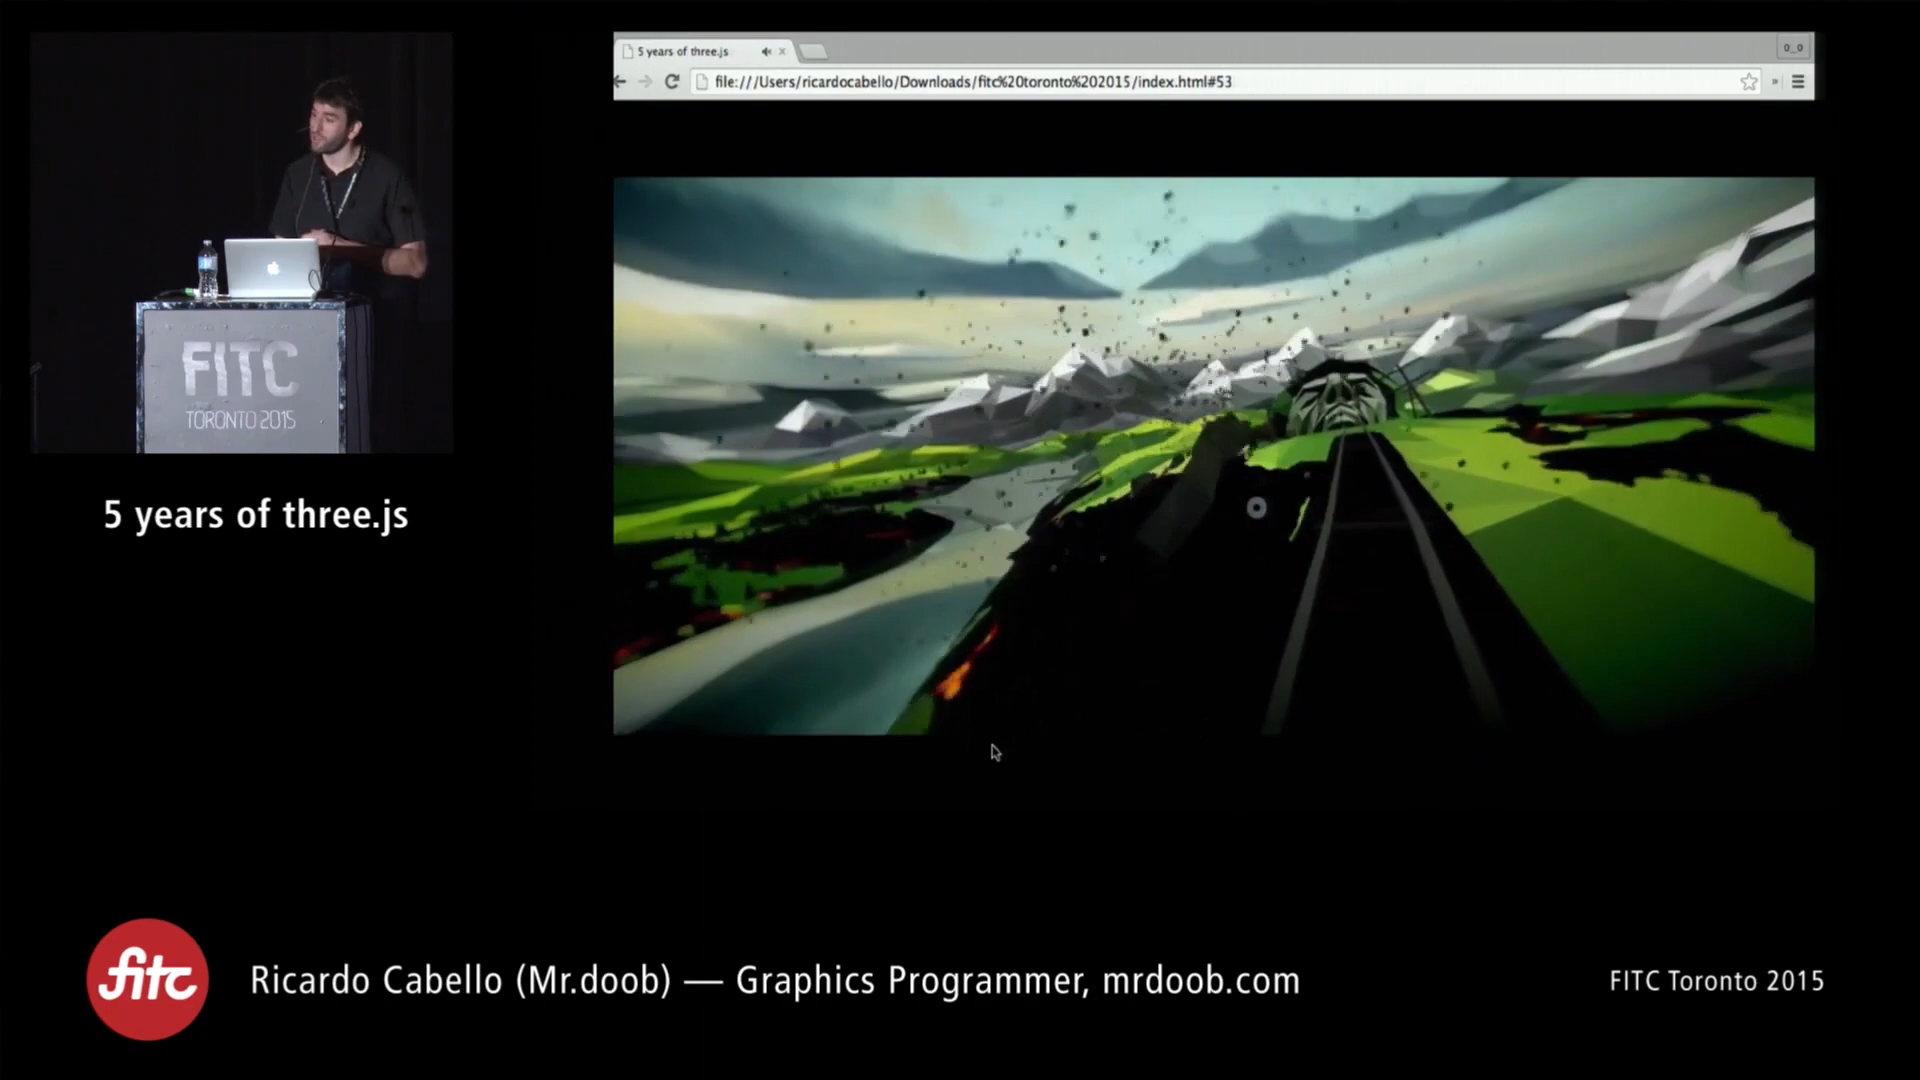 5 years of three.js
0_0
file:///Users/ricardocabello/Downloads/fitc%20toronto%202015/index.html#53
FITC
TORONTO 2015
5 years of three.js
fitc
Ricardo Cabello (Mr.doob) — Graphics Programmer, mrdoob.com
FITC Toronto 2015